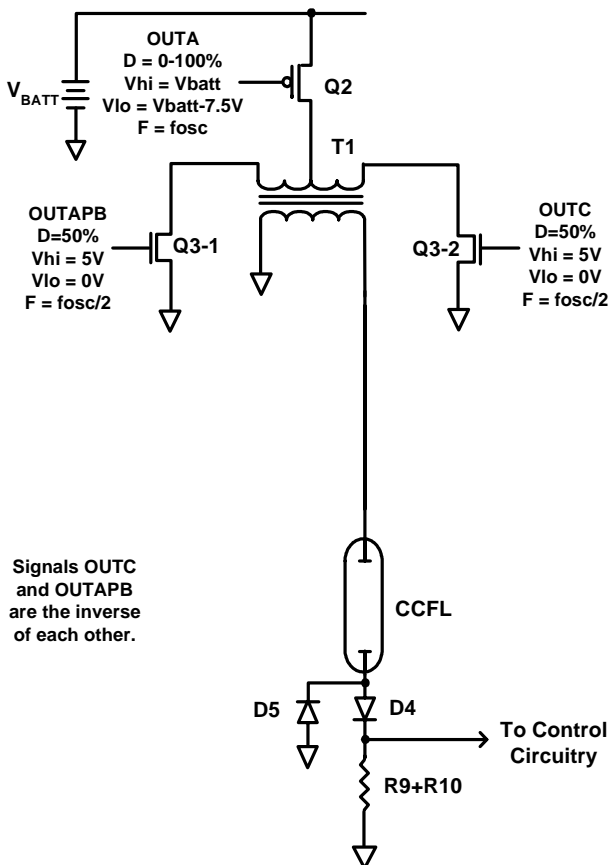 OUTA
D = 0-100%
Vhi = Vbatt
Vlo = Vbatt-7.5V
F = fosc
VBATT
Q2
T1
OUTAPB
D=50%
Vhi = 5V
Vlo = 0V
F = fosc/2
Q3-1
Q3-2
OUTC
D=50%
Vhi = 5V
Vlo = 0V
F = fosc/2
Signals OUTC
and OUTAPB
are the inverse
of each other.
CCFL
D5
D4
To Control
Circuitry
R9+R10